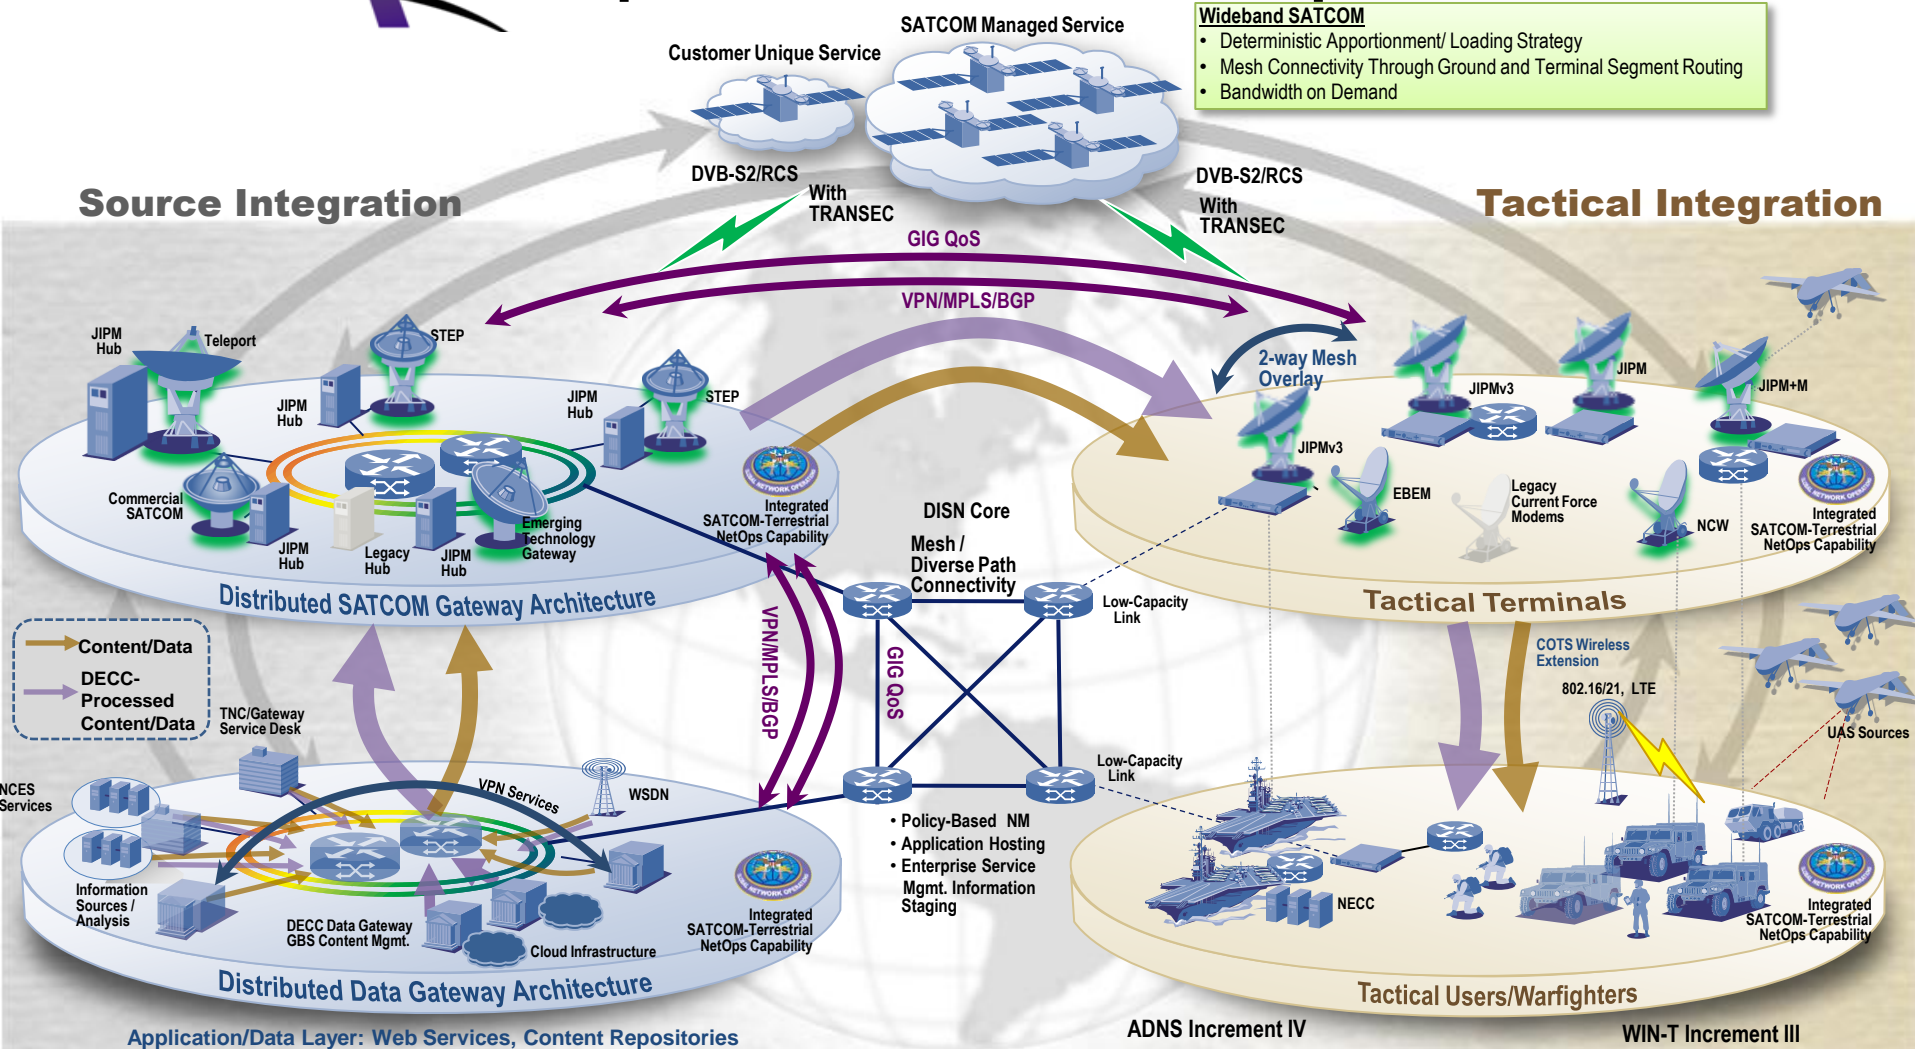 SATCOM Managed Service
Customer Unique Service
Wideband SATCOM
• Deterministic Apportionment/ Loading Strategy
• Mesh Connectivity Through Ground and Terminal Segment Routing
• Bandwidth on Demand
DVB-S2/RCS
With
TRANSEC
DVB-S2/RCS
With
TRANSEC
Source Integration
Tactical Integration
GIG QoS
VPN/MPLS/BGP
2-way Mesh
Overlay
JIPM
Hub
Teleport
STEP
JIPM
Hub
JIPM
Hub
STEP
Commercial
SATCOM
JIPM
Hub
Legacy
Hub
JIPM
Hub
Emerging
Technology
Gateway
Integrated
SATCOM-Terrestrial
NetOps Capability
Distributed SATCOM Gateway Architecture
JIPMv3
JIPM
JIPM+M
JIPMv3
EBEM
Legacy
Current Force
Modems
NCW
Integrated
SATCOM-Terrestrial
NetOps Capability
Tactical Terminals
DISN Core
Mesh /
Diverse Path
Connectivity
Low-Capacity
Link
VPN/MPLS/BGP
GIG QoS
Low-Capacity
Link
• Policy-Based NM
• Application Hosting
• Enterprise Service
Mgmt. Information
Staging
Content/Data
DECC-
Processed
Content/Data
TNC/Gateway
Service Desk
NCES
Services
Information
Sources /
Analysis
VPN Services
WSDN
DECC Data Gateway
GBS Content Mgmt.
Cloud Infrastructure
Integrated
SATCOM-Terrestrial
NetOps Capability
Distributed Data Gateway Architecture
Application/Data Layer: Web Services, Content Repositories
COTS Wireless
Extension
802.16/21, LTE
UAS Sources
NECC
Integrated
SATCOM-Terrestrial
NetOps Capability
Tactical Users/Warfighters
ADNS Increment IV
WIN-T Increment III